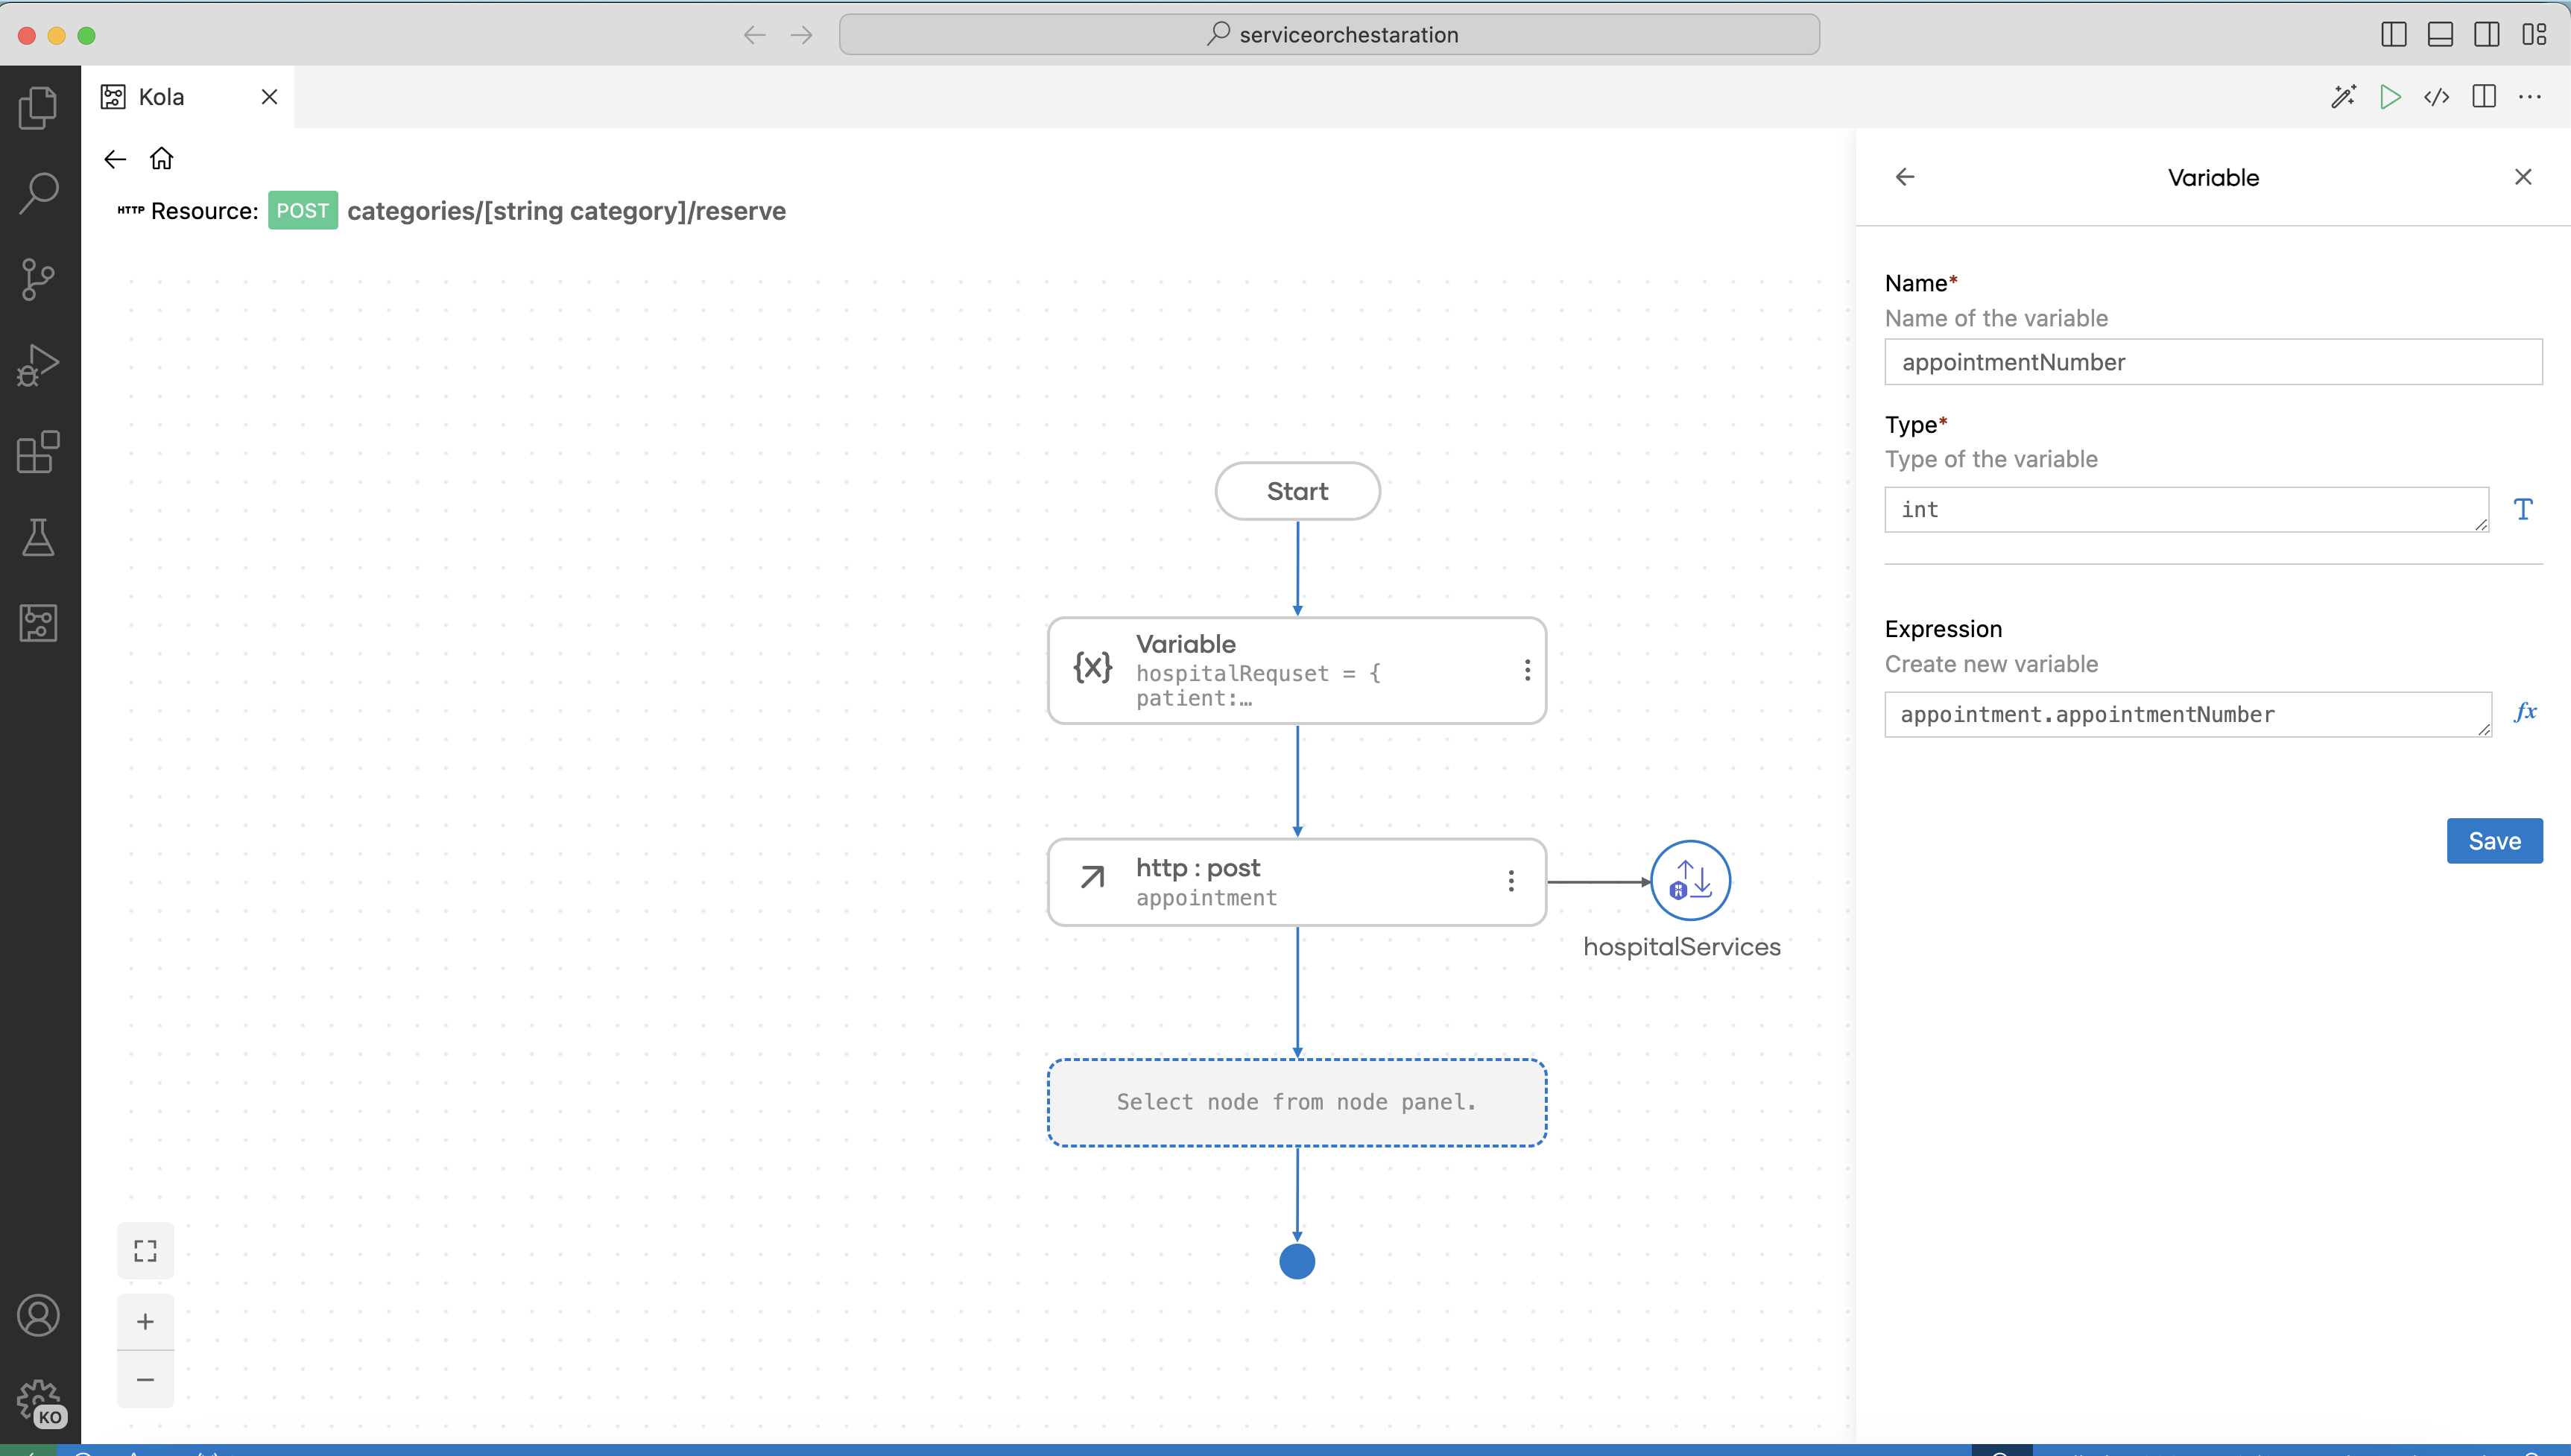 serviceorchestaration
Kola
HTTP Resource: POST categories/[string category]/reserve
Start
Variable
hospitalRequset = {
patient:…
http : post
appointment
hospitalServices
Select node from node panel.
Variable
Name*
Name of the variable
appointmentNumber
Type*
Type of the variable
int
T
Expression
Create new variable
appointment.appointmentNumber
fx
Save
KO